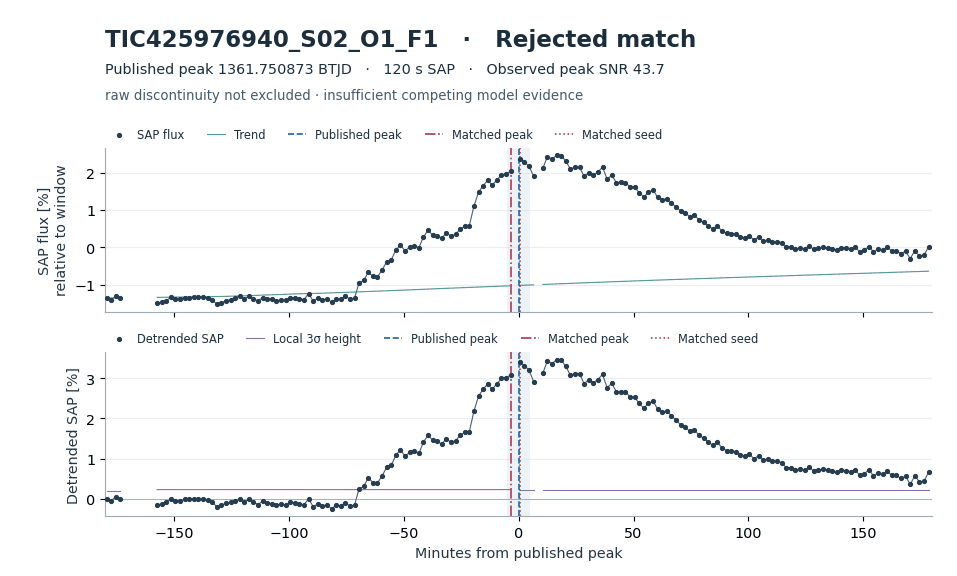 TIC425976940_S02_O1_F1 · Rejected match
Published peak 1361.750873 BTJD · 120 s SAP · Observed peak SNR 43.7
raw discontinuity not excluded · insufficient competing model evidence
SAP flux Trend Published peak Matched peak Matched seed
SAP flux [%]
relative to window
2
1
0
−1
Detrended SAP Local 3σ height Published peak Matched peak Matched seed
Detrended SAP [%]
3
2
1
0
−150 −100 −50 0 50 100 150
Minutes from published peak